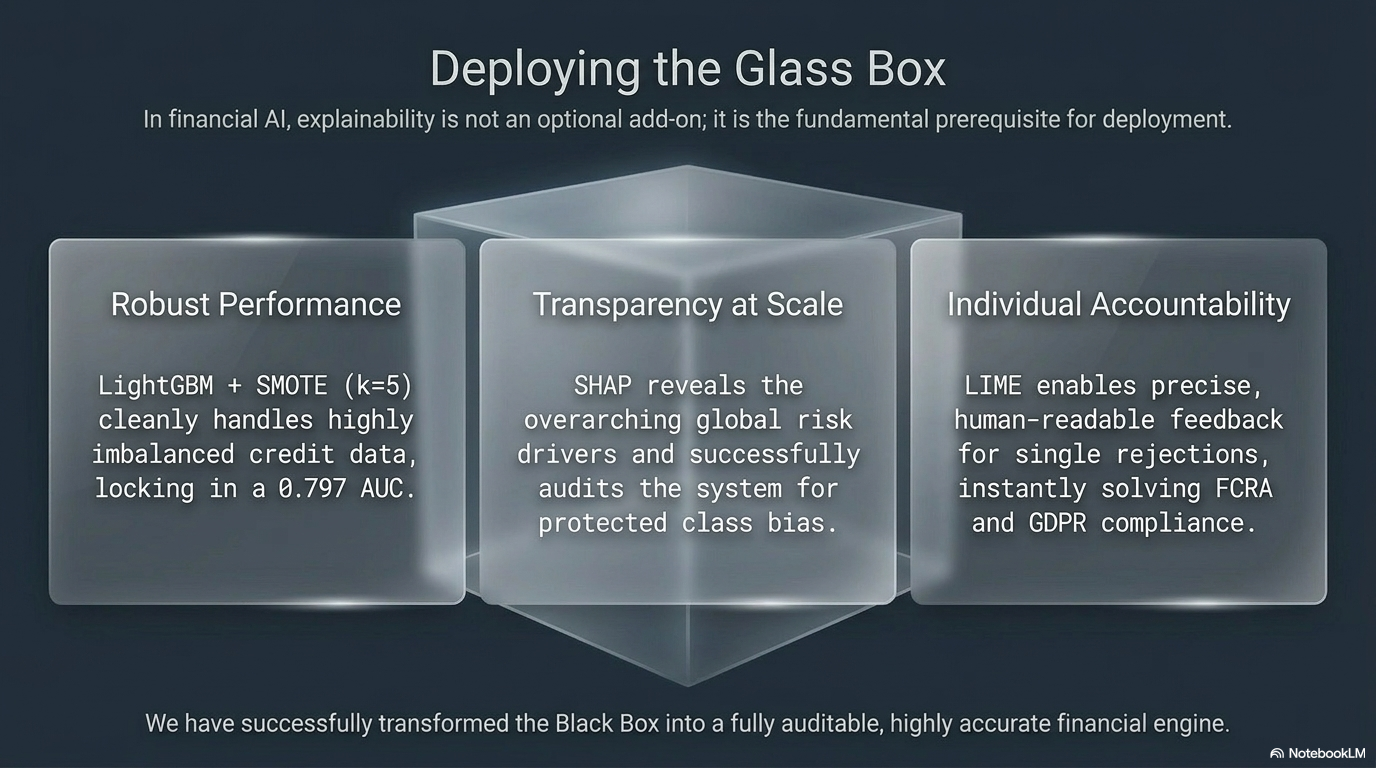 Deploying the Glass Box
In financial AI, explainability is not an optional add-on; it is the fundamental prerequisite for deployment.
Robust Performance
LightGBM + SMOTE (k=5)
cleanly handles highly
imbalanced credit data,
locking in a 0.797 AUC.
Transparency at Scale
SHAP reveals the
overarching global risk
drivers and successfully
audits the system for
protected class bias.
Individual Accountability
LIME enables precise,
human-readable feedback
for single rejections,
instantly solving FCRA
and GDPR compliance.
We have successfully transformed the Black Box into a fully auditable, highly accurate financial engine.
NotebookLM